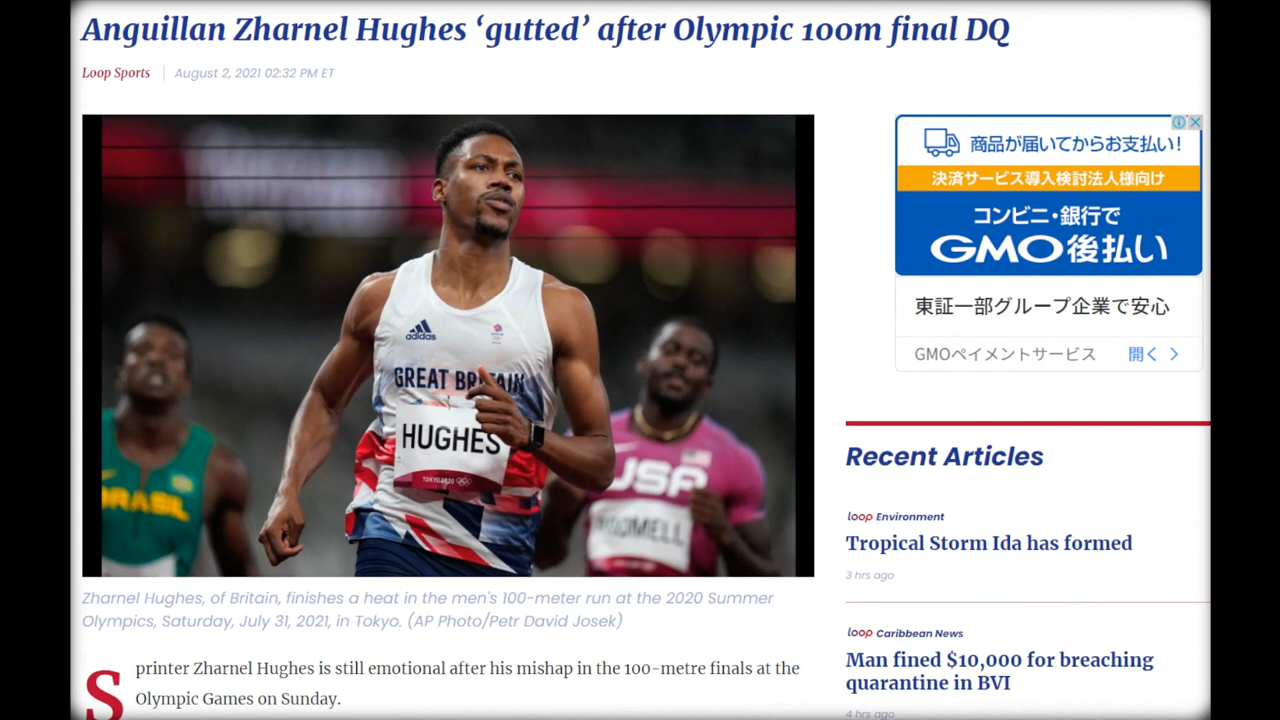 Anguillan Zharnel Hughes ‘gutted’ after Olympic 100m final DQ
Loop Sports
August 2, 2021 02:32 PM ET
adidas
GREAT BRITAIN
HUGHES
TOKYO 2020
BRASIL
USA
Zharnel Hughes, of Britain, finishes a heat in the men's 100-meter run at the 2020 Summer
Olympics, Saturday, July 31, 2021, in Tokyo. (AP Photo/Petr David Josek)
Sprinter Zharnel Hughes is still emotional after his mishap in the 100-metre finals at the
Olympic Games on Sunday.
商品が届いてからお支払い!
決済サービス導入検討法人様向け
コンビニ・銀行で
GMO後払い
東証一部グループ企業で安心
GMOペイメントサービス
開く
Recent Articles
loop Environment
Tropical Storm Ida has formed
3 hrs ago
loop Caribbean News
Man fined $10,000 for breaching
quarantine in BVI
4 hrs ago